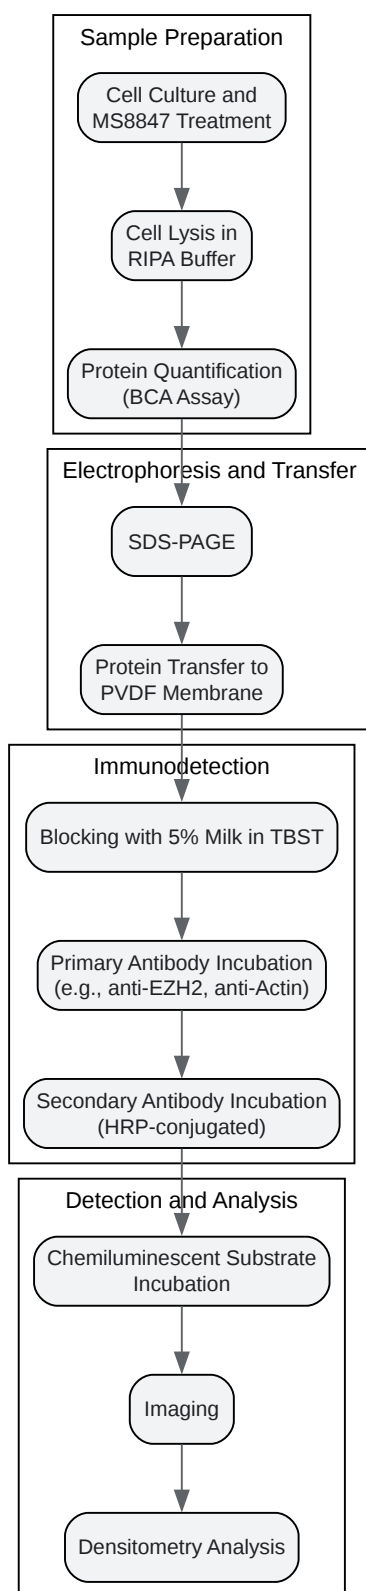 Sample Preparation
Cell Culture and
MS8847 Treatment
Cell Lysis in
RIPA Buffer
Protein Quantification
(BCA Assay)
Electrophoresis and Transfer
SDS-PAGE
Protein Transfer to
PVDF Membrane
Immunodetection
Blocking with 5% Milk in TBST
Primary Antibody Incubation
(e.g., anti-EZH2, anti-Actin)
Secondary Antibody Incubation
(HRP-conjugated)
Detection and Analysis
Chemiluminescent Substrate
Incubation
Imaging
Densitometry Analysis